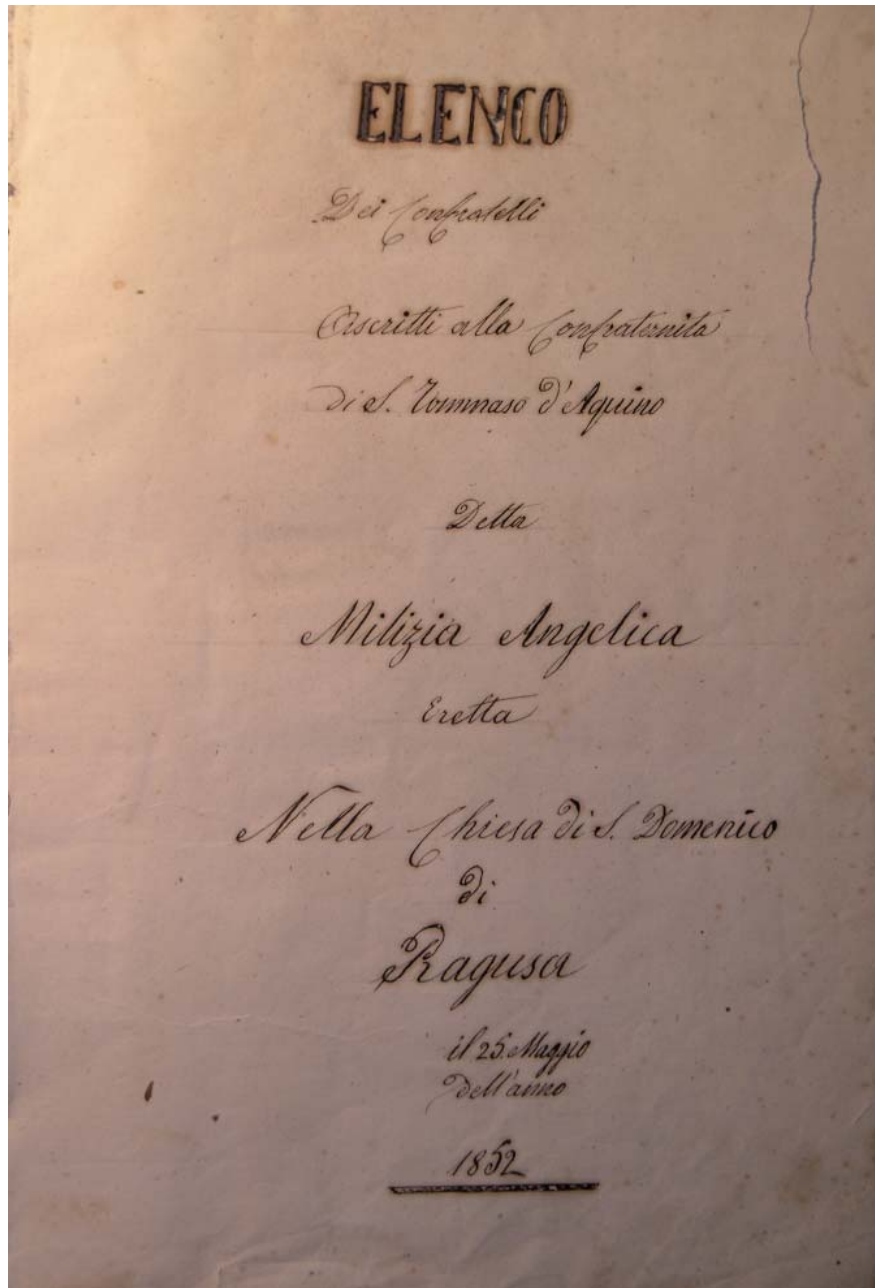 ELENCO
Dei Confratelli
Ascritti alla Confraternità
di S. Tommaso d'Aquino
Detta
Milizia Angelica
Eretta
Nella Chiesa di S. Domenico
di
Ragusa
il 25. Maggio
dell'anno
1852